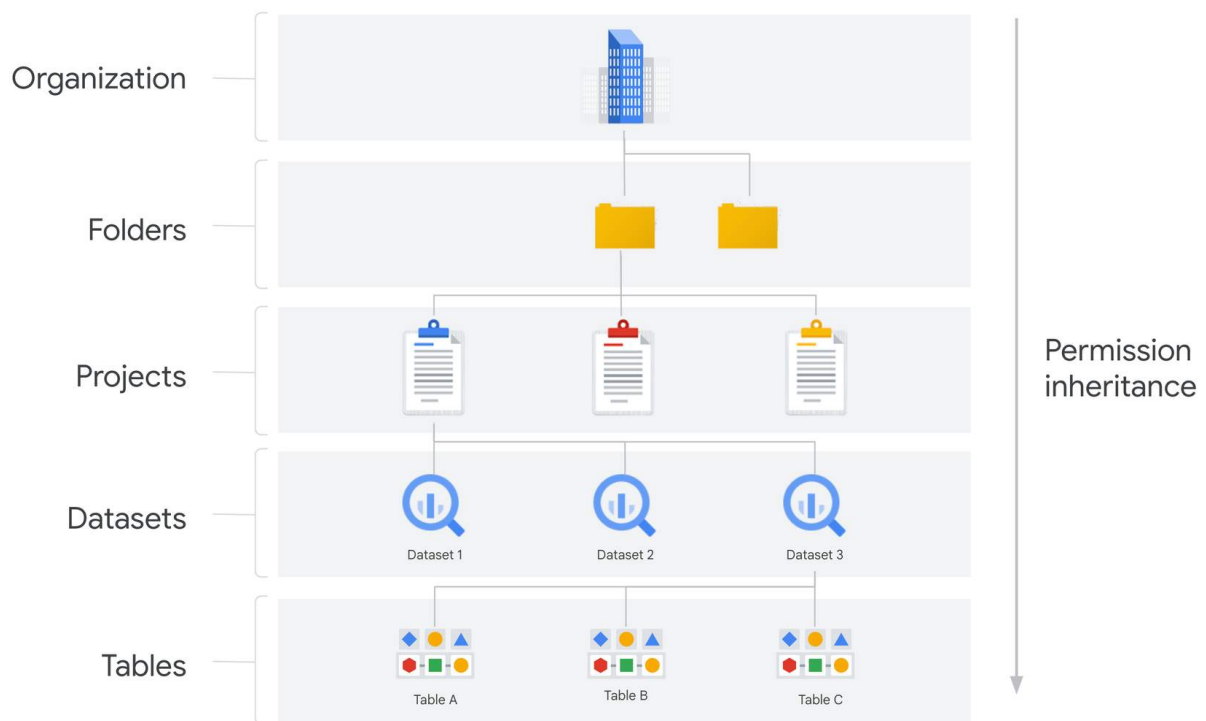 Organization
Folders
Projects
Permission
inheritance
Datasets
Dataset 1
Dataset 2
Dataset 3
Tables
Table A
Table B
Table C